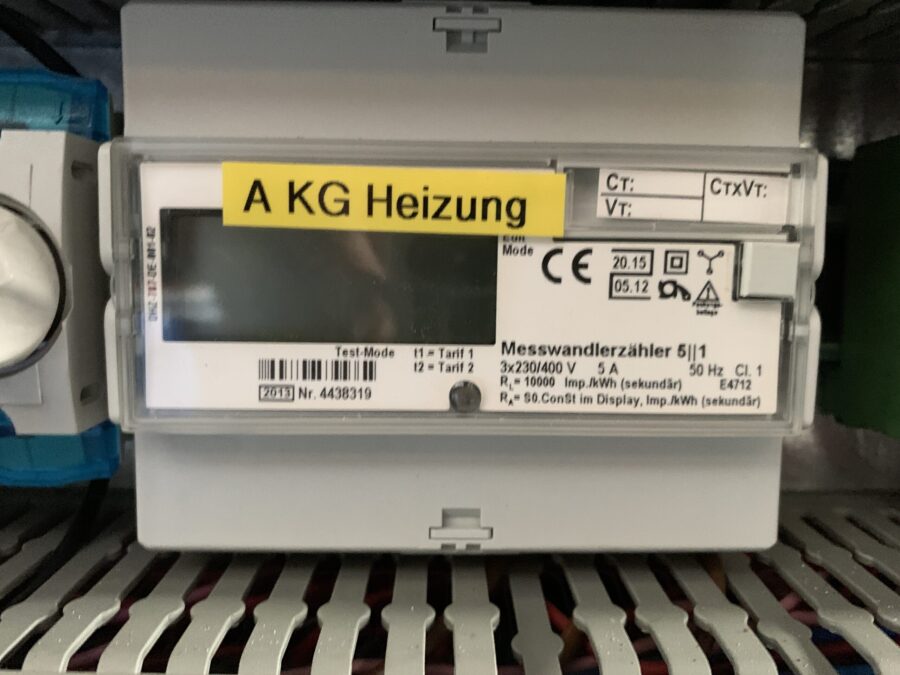 A KG Heizung
CT:
VT:
CTXVT:
Mode
CE
20.15
05.12
Test-Mode
t1 = Tarif 1
t2 = Tarif 2
2013 Nr. 4438319
Messwandlerzähler 5||1
3x230/400 V 5 A 50 Hz Cl. 1
RL= 10000 Imp./kWh (sekundär) E4712
RA= S0.ConSt im Display, Imp./kWh (sekundär)